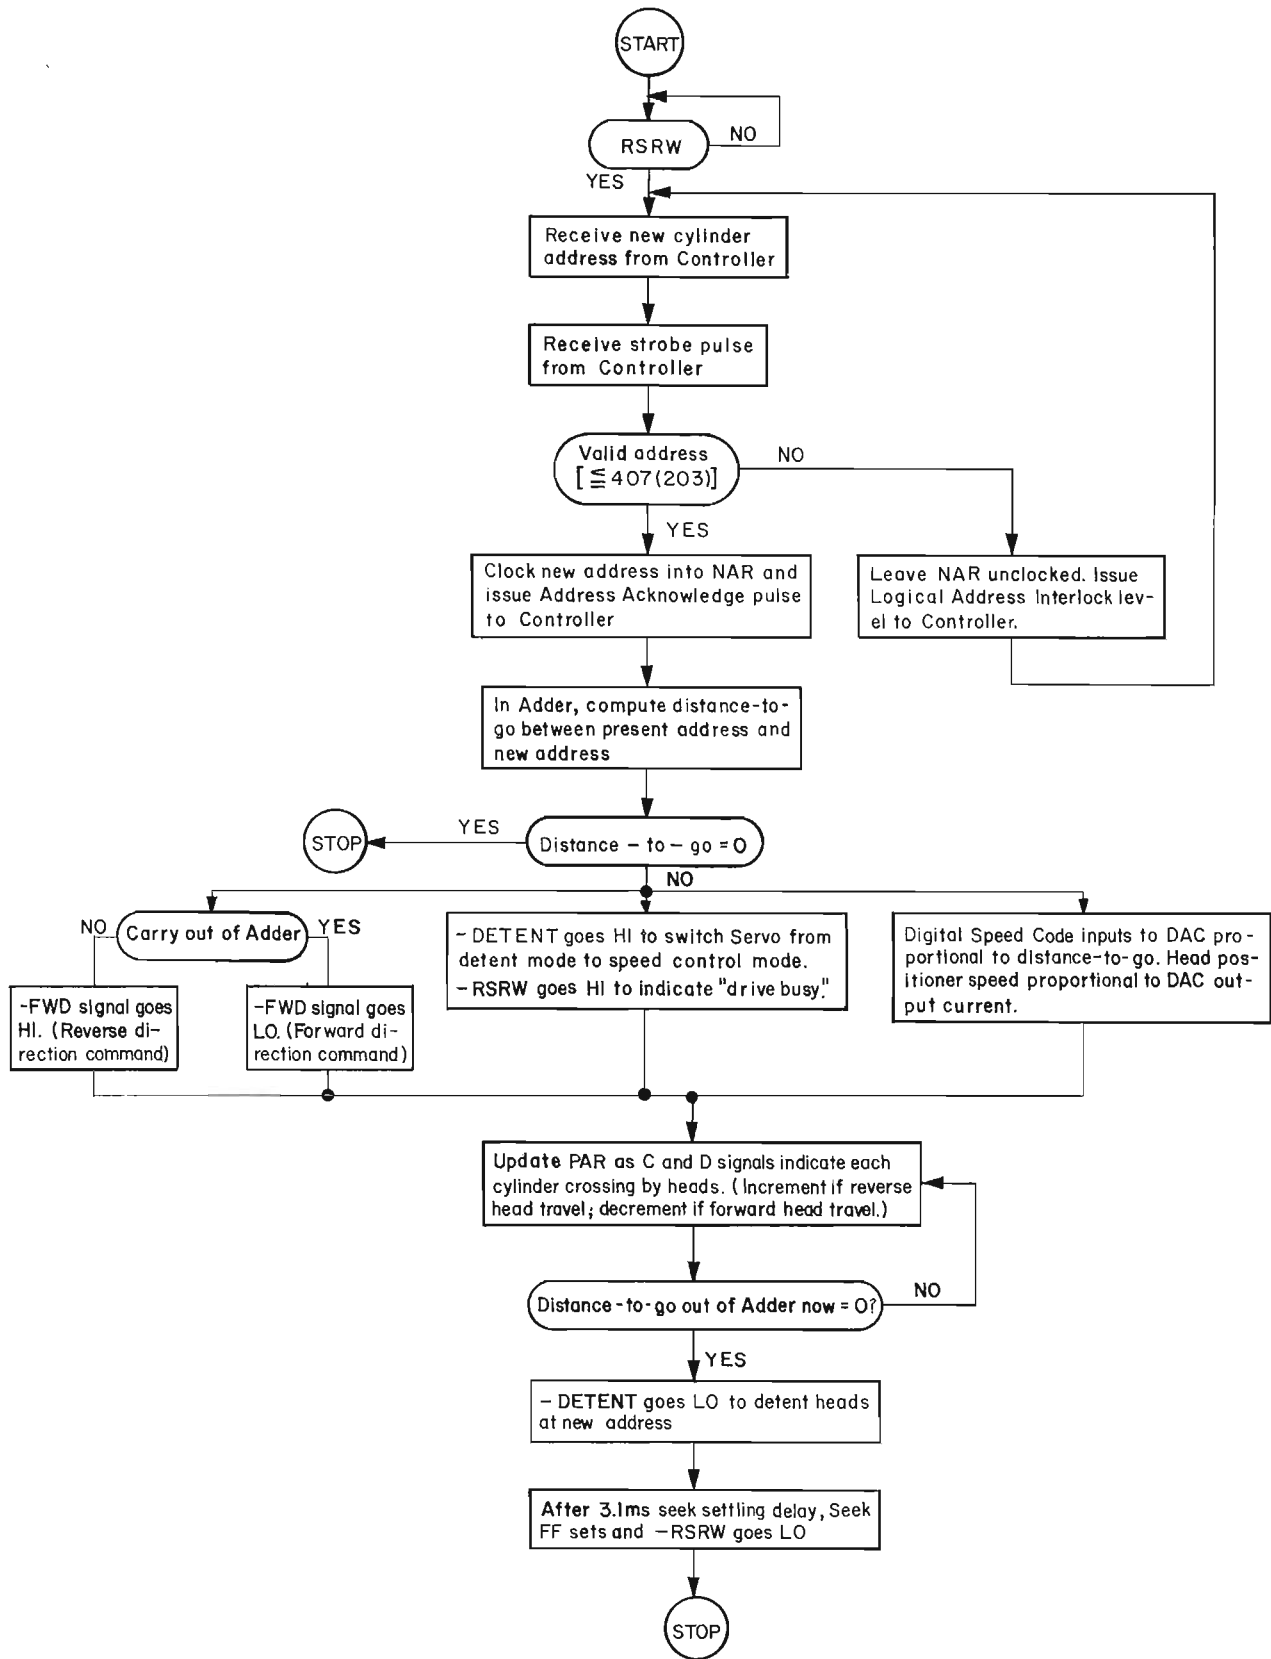 START
NO
RSRW
YES
Receive new cylinder
address from Controller
Receive strobe pulse
from Controller
Valid address
[ ≦ 407(203)]
NO
YES
Clock new address into NAR and
issue Address Acknowledge pulse
to Controller
Leave NAR unclocked. Issue
Logical Address Interlock lev-
el to Controller.
In Adder, compute distance-to-
go between present address and
new address
STOP
YES
Distance – to – go = 0
NO
NO
Carry out of Adder
YES
-FWD signal goes
HI. (Reverse di-
rection command)
-FWD signal goes
LO. (Forward di-
rection command)
– DETENT goes HI to switch Servo from
detent mode to speed control mode.
– RSRW goes HI to indicate "drive busy."
Digital Speed Code inputs to DAC pro-
portional to distance-to-go. Head pos-
itioner speed proportional to DAC out-
put current.
Update PAR as C and D signals indicate each
cylinder crossing by heads. (Increment if reverse
head travel; decrement if forward head travel.)
Distance-to-go out of Adder now = 0?
NO
YES
– DETENT goes LO to detent heads
at new address
After 3.1ms seek settling delay, Seek
FF sets and –RSRW goes LO
STOP